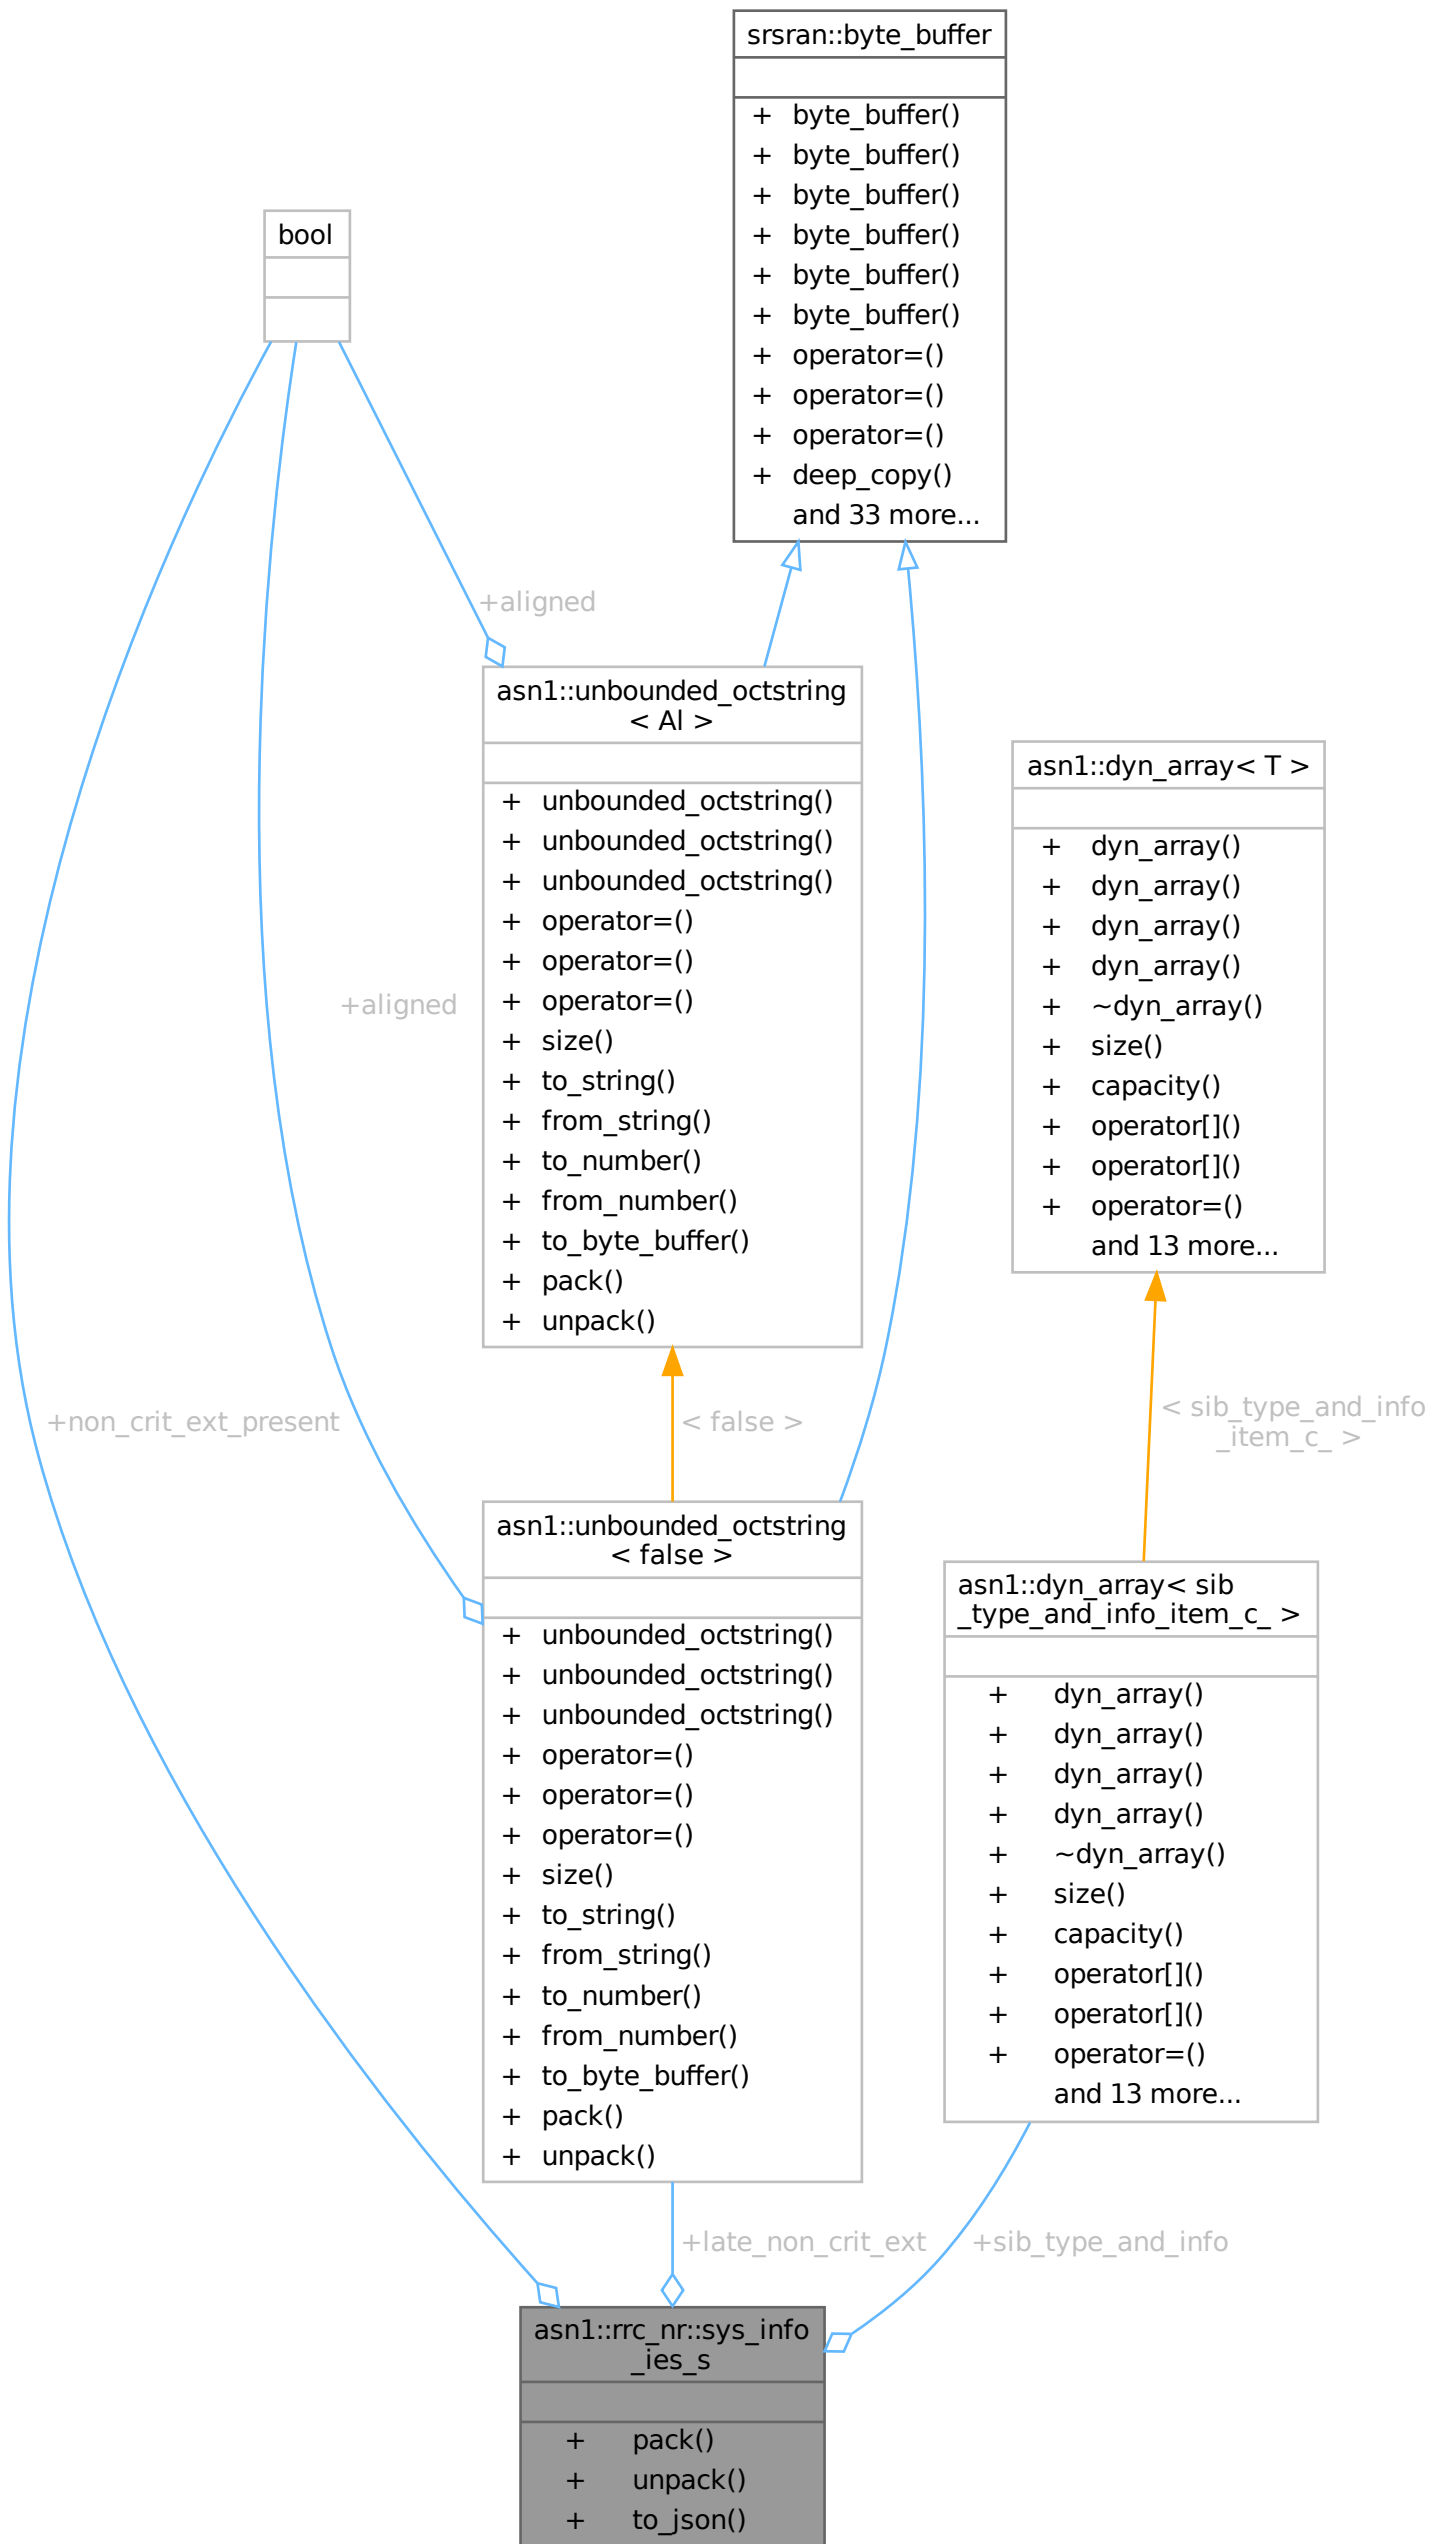 srsran::byte_buffer
+ byte_buffer()
+ byte_buffer()
+ byte_buffer()
+ byte_buffer()
+ byte_buffer()
+ byte_buffer()
+ operator=()
+ operator=()
+ operator=()
+ deep_copy()
and 33 more...
bool
+aligned
asn1::unbounded_octstring
< Al >
+ unbounded_octstring()
+ unbounded_octstring()
+ unbounded_octstring()
+ operator=()
+ operator=()
+ operator=()
+ size()
+ to_string()
+ from_string()
+ to_number()
+ from_number()
+ to_byte_buffer()
+ pack()
+ unpack()
asn1::dyn_array< T >
+ dyn_array()
+ dyn_array()
+ dyn_array()
+ dyn_array()
+ ~dyn_array()
+ size()
+ capacity()
+ operator[]()
+ operator[]()
+ operator=()
and 13 more...
+aligned
+non_crit_ext_present
< false >
< sib_type_and_info
_item_c_ >
asn1::unbounded_octstring
< false >
+ unbounded_octstring()
+ unbounded_octstring()
+ unbounded_octstring()
+ operator=()
+ operator=()
+ operator=()
+ size()
+ to_string()
+ from_string()
+ to_number()
+ from_number()
+ to_byte_buffer()
+ pack()
+ unpack()
asn1::dyn_array< sib
_type_and_info_item_c_ >
+ dyn_array()
+ dyn_array()
+ dyn_array()
+ dyn_array()
+ ~dyn_array()
+ size()
+ capacity()
+ operator[]()
+ operator[]()
+ operator=()
and 13 more...
+late_non_crit_ext
+sib_type_and_info
asn1::rrc_nr::sys_info
_ies_s
+ pack()
+ unpack()
+ to_json()